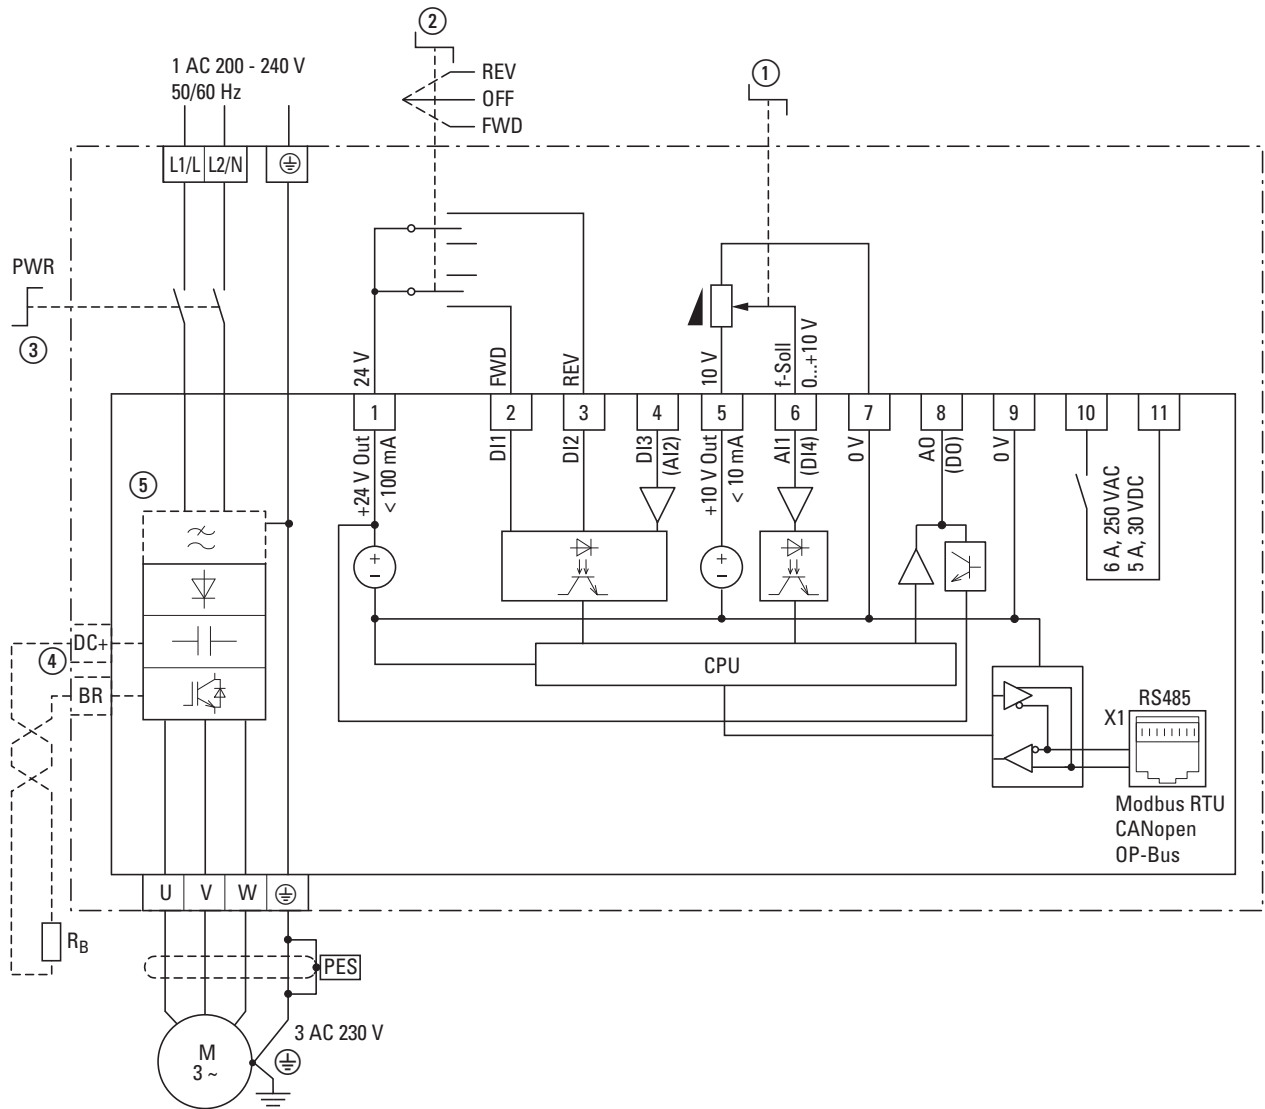 ②
1 AC 200 - 240 V
50/60 Hz
REV
OFF
FWD
①
L1/L L2/N
PWR
③
24 V
FWD
REV
10 V
f-Soll
0...+10 V
1 2 3 4 5 6 7 8 9 10 11
+24 V Out
< 100 mA
DI1
DI2
DI3
(AI2)
+10 V Out
< 10 mA
AI1
(DI4)
0 V
AO
(DO)
0 V
6 A, 250 VAC
5 A, 30 VDC
⑤
+
-
+
-
DC+
④
BR
CPU
RS485
X1
Modbus RTU
CANopen
OP-Bus
U V W
RB
PES
3 AC 230 V
M
3 ~